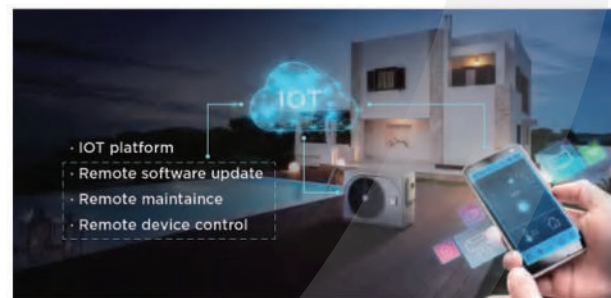 IOT
· IOT platform
· Remote software update
· Remote maintaince
· Remote device control